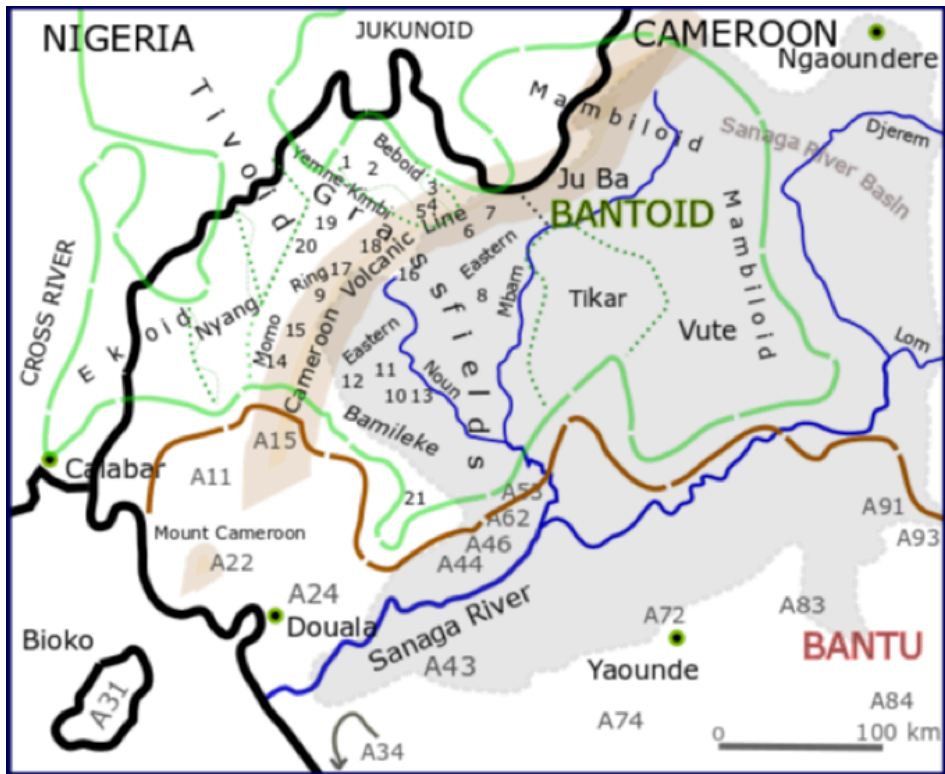 NIGERIA
JUKUNOID
CAMEROON
Ngaoundere
Tivoid
Mambiloid
Sanaga River Basin
Djerem
Yemne-Kimbi
Beboid
1
2
3
Grassfields
Ju Ba
BANTOID
4
5
6
7
19
20
18
17
16
Volcanic Line
Eastern
Mbam
8
Ring
9
Tikar
Mambiloid
Vute
CROSS RIVER
Ekoid
Nyang
Momo
15
14
Cameroon
Eastern
12
11
10
13
Noun
Lom
Bamileke
A15
Calabar
A11
21
A53
A62
A46
A44
A91
A93
Mount Cameroon
A22
A24
Douala
Sanaga River
A43
A72
Yaounde
A83
BANTU
Bioko
A31
A34
A74
A84
0
100 km